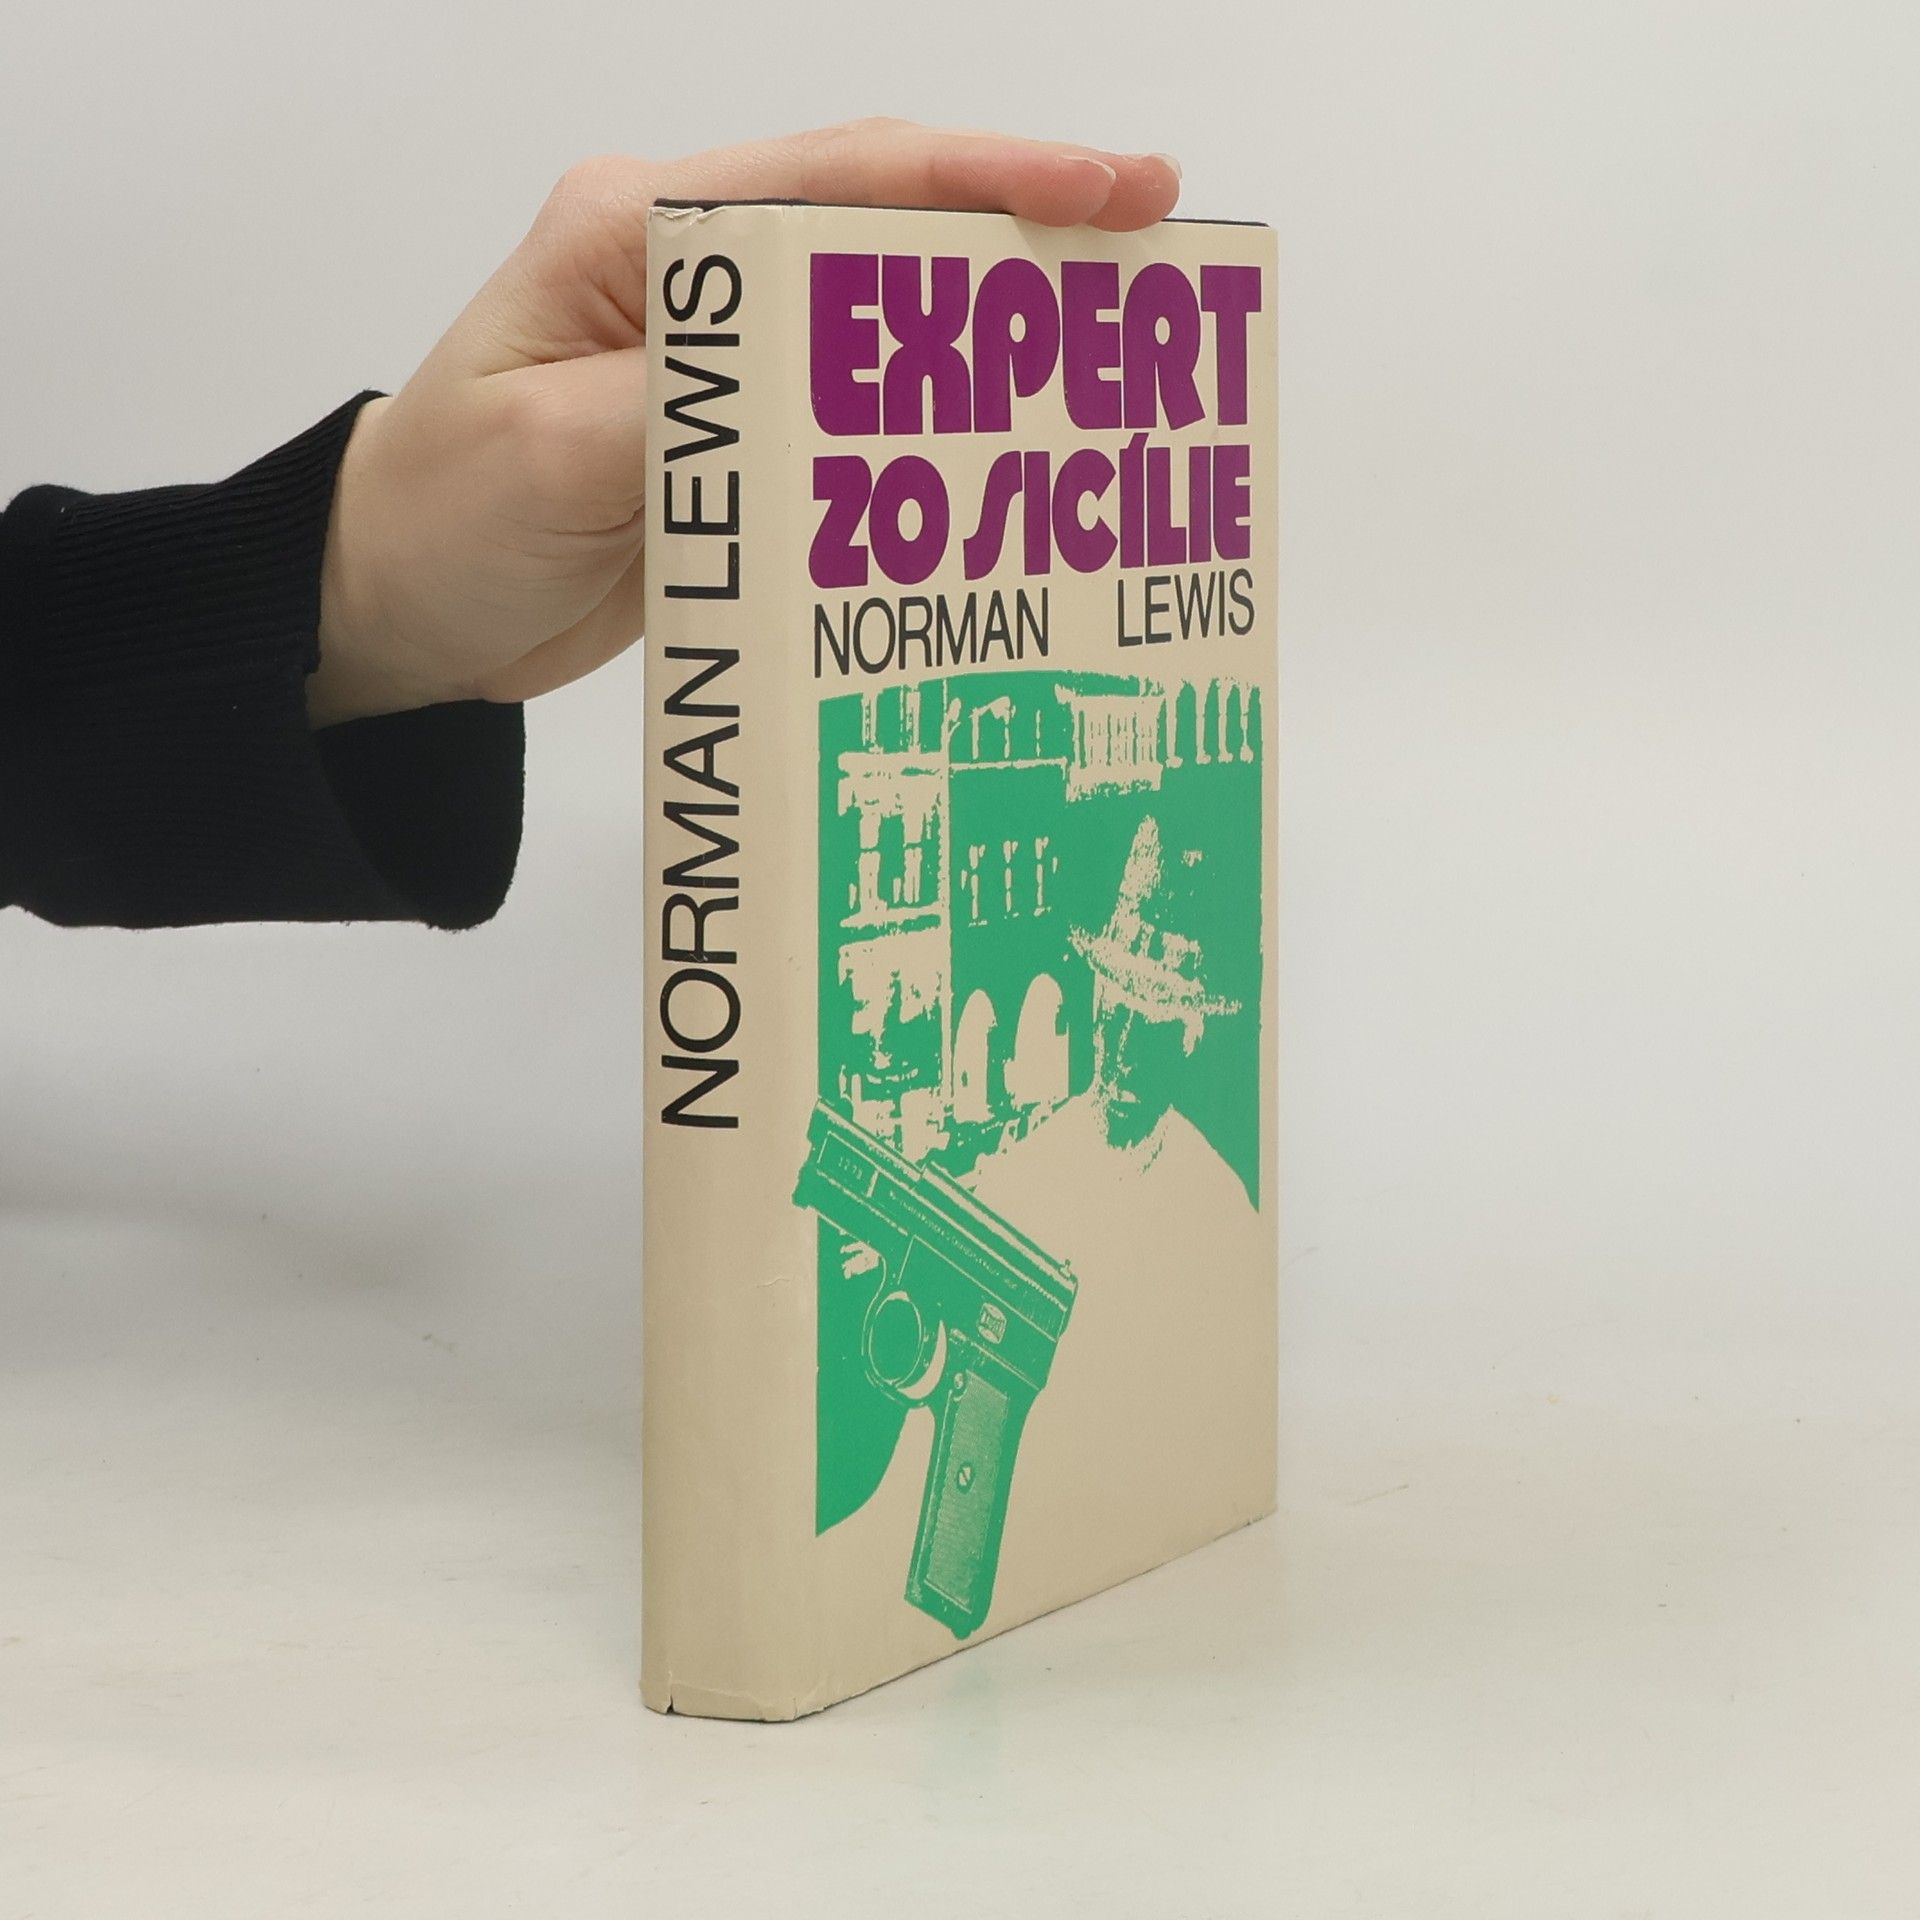 NORMAN LEWIS
EXPERT
ZO SICÍLIE
NORMAN LEWIS